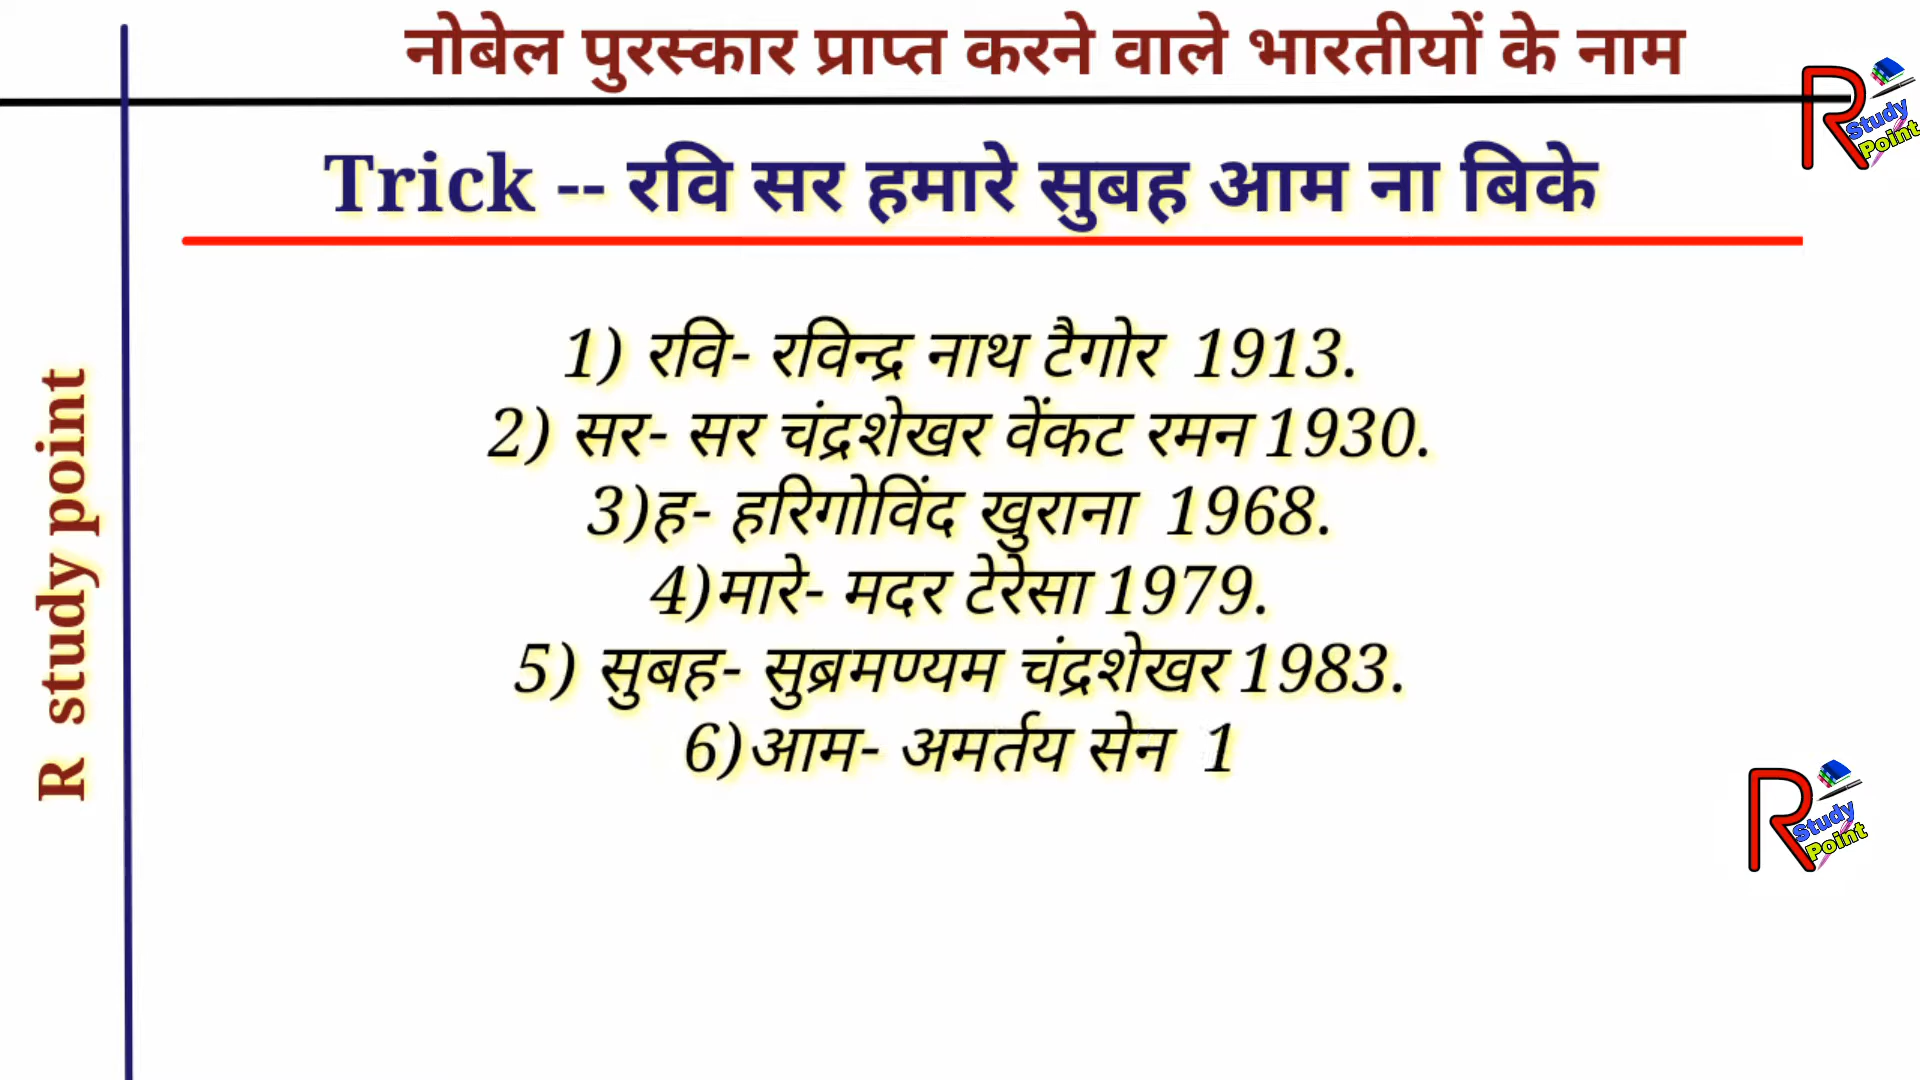 नोबेल पुरस्कार प्राप्त करने वाले भारतीयों के नाम
R Study Point
Trick -- रवि सर हमारे सुबह आम ना बिके
1) रवि- रविन्द्र नाथ टैगोर 1913.
2) सर- सर चंद्रशेखर वेंकट रमन 1930.
3)ह- हरिगोविंद खुराना 1968.
4)मारे- मदर टेरेसा 1979.
5) सुबह- सुब्रमण्यम चंद्रशेखर 1983.
6)आम- अमर्तय सेन 1
R study point
R Study Point